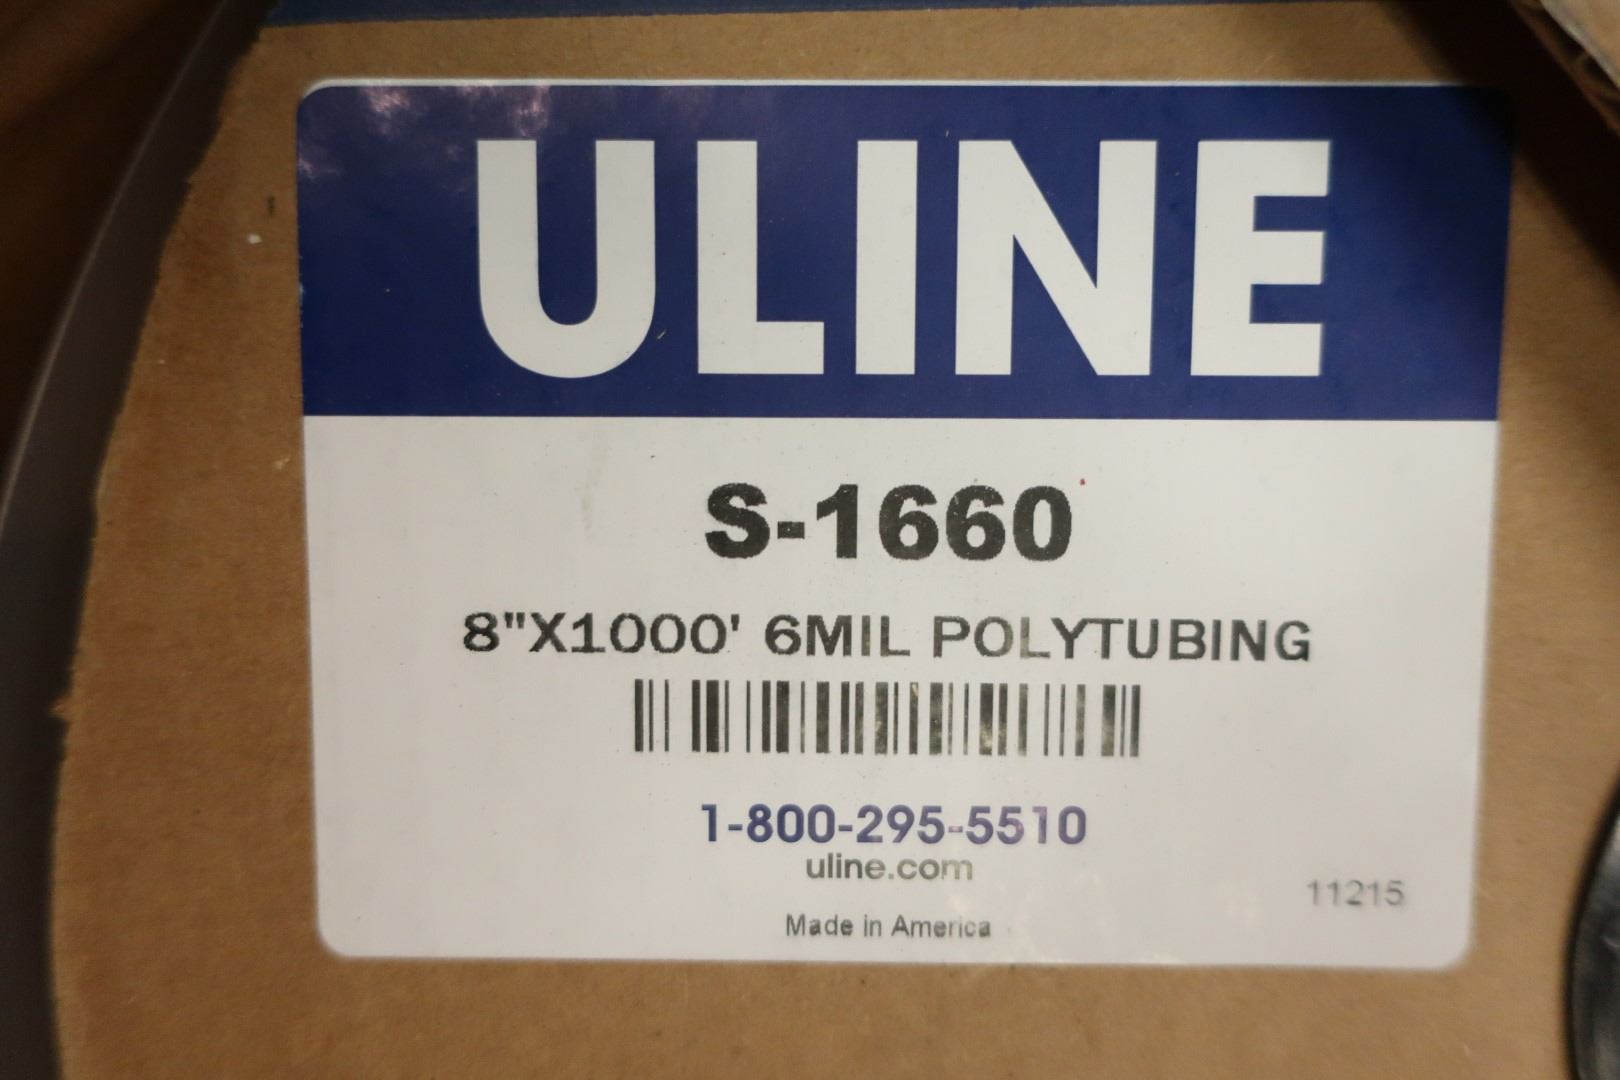 ULINE
S-1660
8"X1000' 6MIL POLYTUBING
1-800-295-5510
uline.com
11215
Made in America